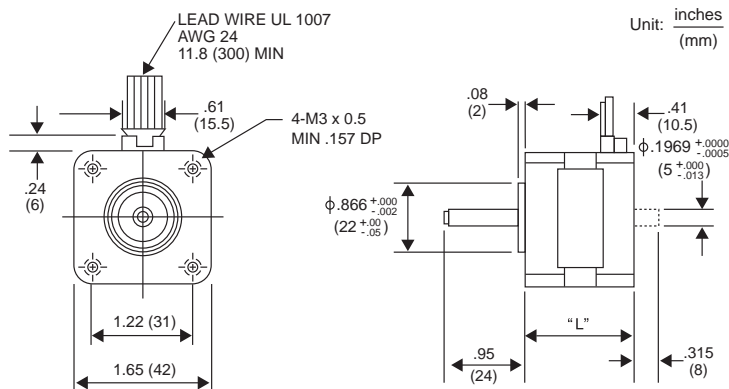 LEAD WIRE UL 1007
AWG 24
11.8 (300) MIN
Unit: inches
(mm)
.61
(15.5)
4-M3 x 0.5
MIN .157 DP
.24
(6)
1.22 (31)
1.65 (42)
.08
(2)
.41
(10.5)
ϕ.1969 +.0000
-.0005
(5 +.000
-.013)
ϕ.866 +.000
-.002
(22 +.00
-.05)
"L"
.95
(24)
.315
(8)